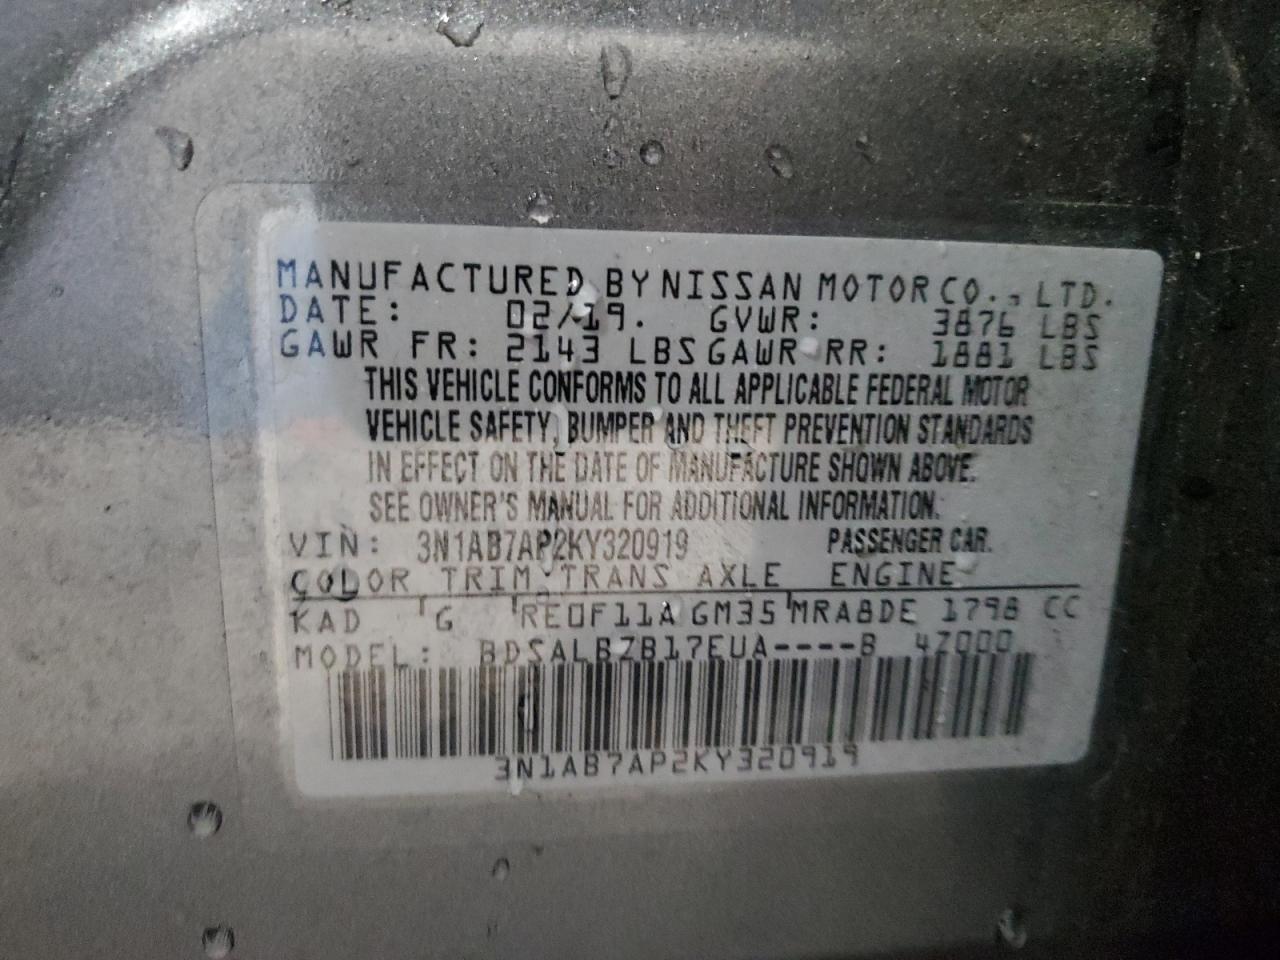 MANUFACTURED BY NISSAN MOTOR CO., LTD.
DATE: 02/19. GVWR: 3876 LBS
GAWR FR: 2143 LBS GAWR RR: 1881 LBS
THIS VEHICLE CONFORMS TO ALL APPLICABLE FEDERAL MOTOR
VEHICLE SAFETY, BUMPER AND THEFT PREVENTION STANDARDS
IN EFFECT ON THE DATE OF MANUFACTURE SHOWN ABOVE.
SEE OWNER'S MANUAL FOR ADDITIONAL INFORMATION.
VIN: 3N1AB7AP2KY320919 PASSENGER CAR.
COLOR TRIM TRANS AXLE ENGINE
KAD G RE0F11A GM35 MRA8DE 1798 CC
MODEL: BDSALBZB17EUA----B 47000
3N1AB7AP2KY320919